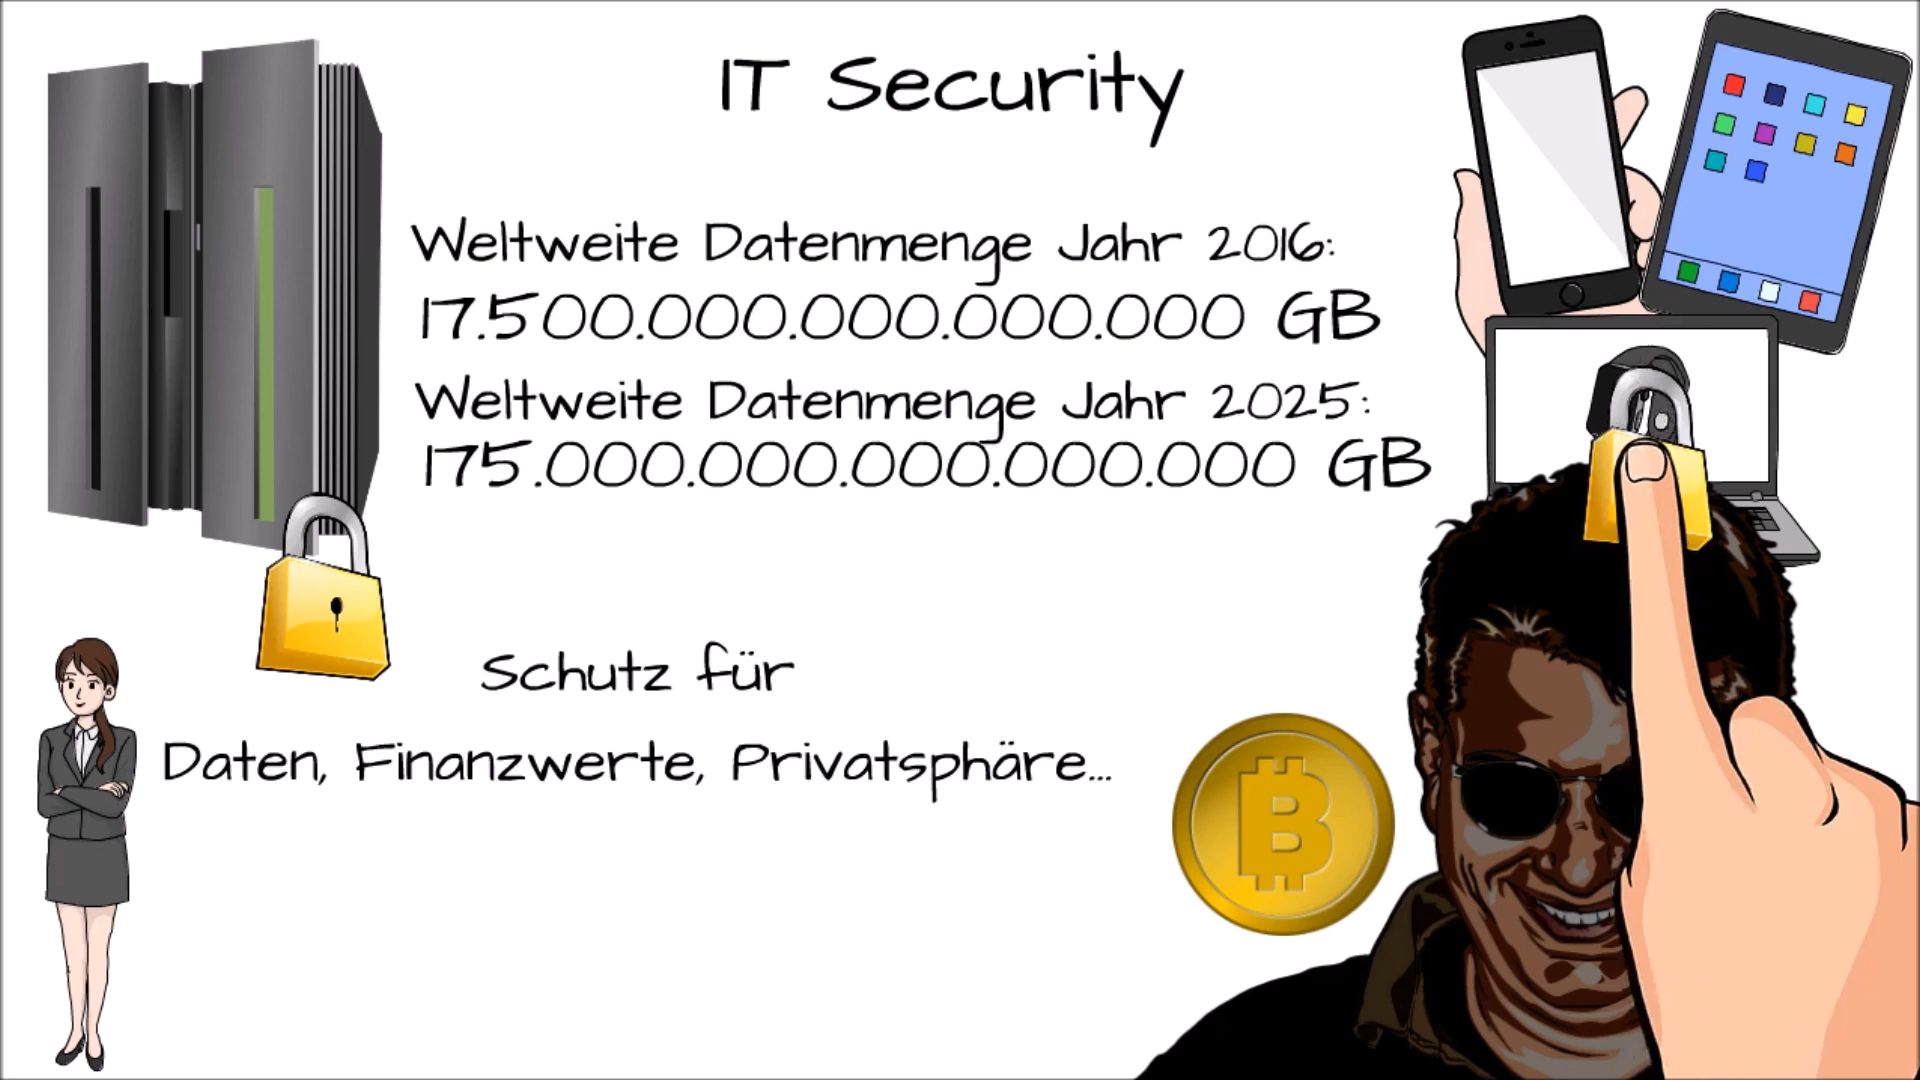 IT Security
Weltweite Datenmenge Jahr 2016:
17.500.000.000.000.000 GB
Weltweite Datenmenge Jahr 2025:
175.000.000.000.000.000 GB
Schutz für
Daten, Finanzwerte, Privatsphäre...